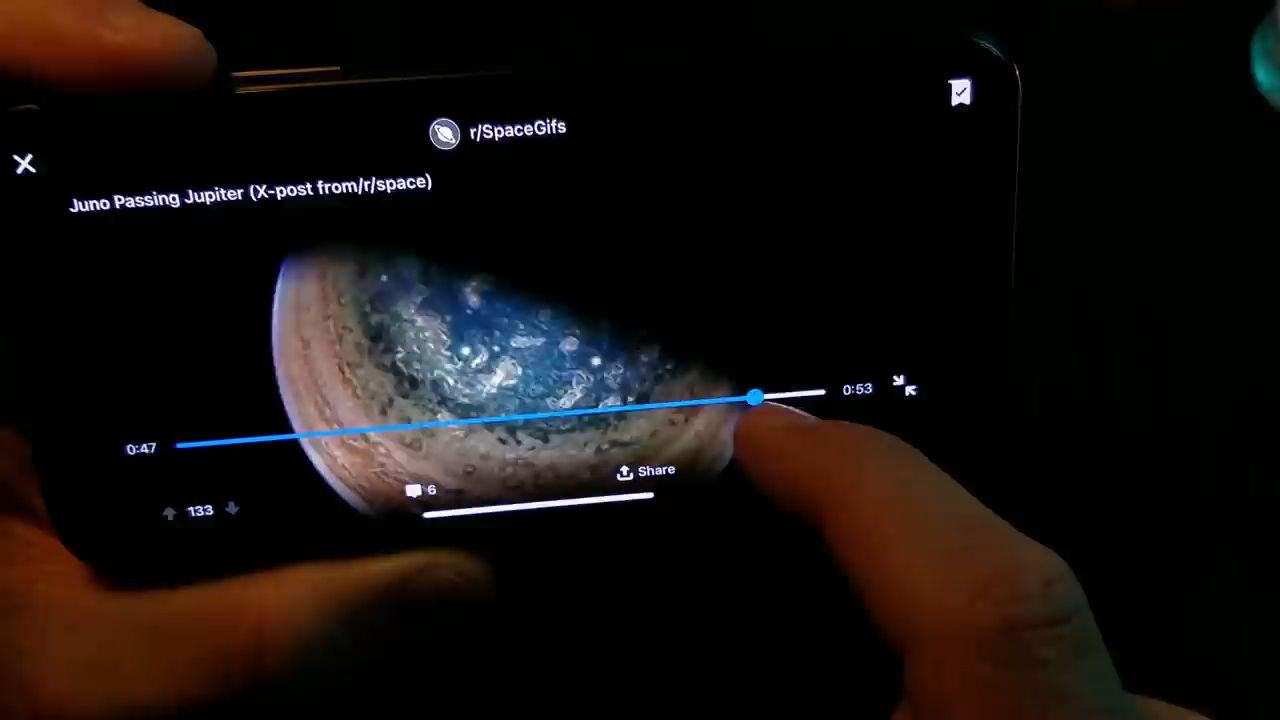 r/SpaceGifs
Juno Passing Jupiter (X-post from/r/space)
0:47
0:53
133
6
Share